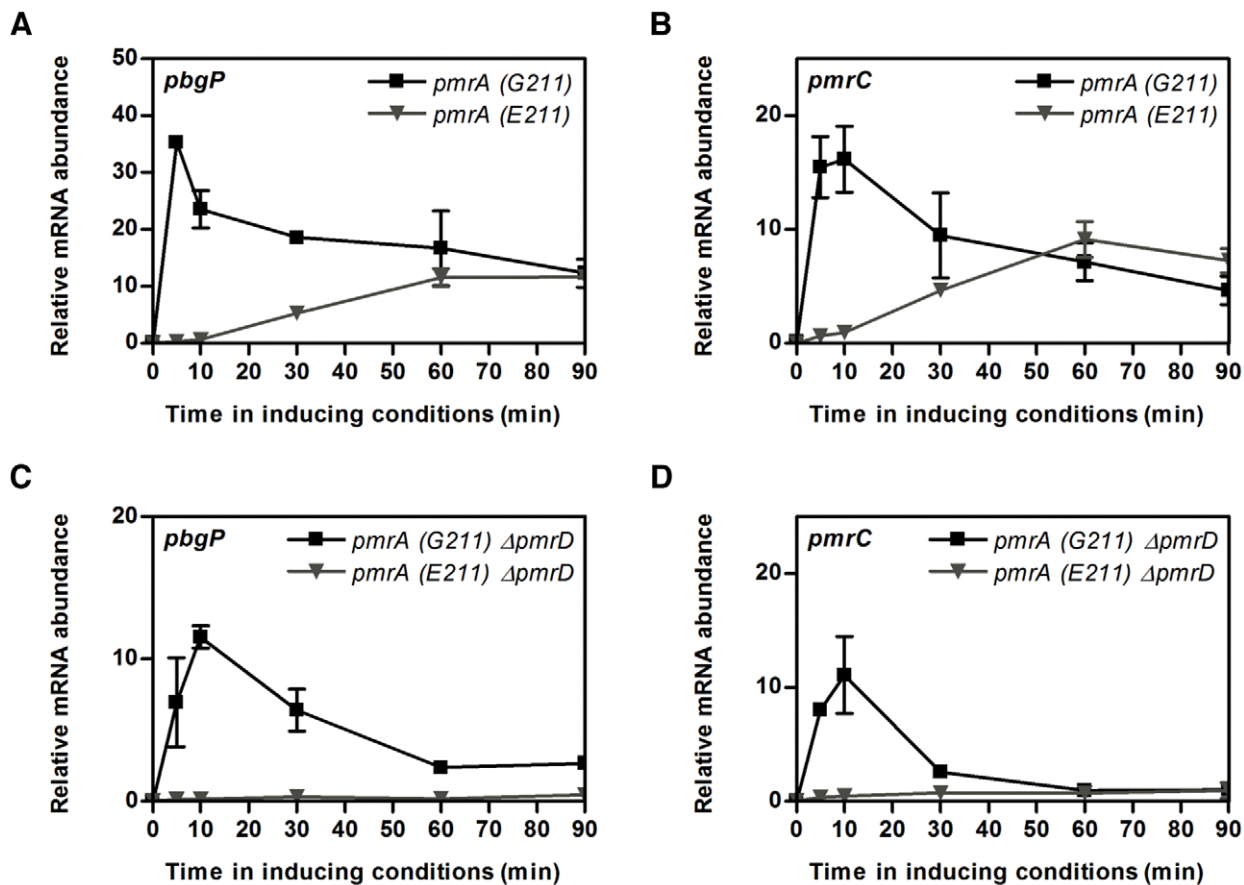 A
pbgP
pmrA (G211)
pmrA (E211)
Relative mRNA abundance
50
40
30
20
10
0
0 10 20 30 40 50 60 70 80 90
Time in inducing conditions (min)
B
pmrC
pmrA (G211)
pmrA (E211)
Relative mRNA abundance
20
10
0
0 10 20 30 40 50 60 70 80 90
Time in inducing conditions (min)
C
pbgP
pmrA (G211) ΔpmrD
pmrA (E211) ΔpmrD
Relative mRNA abundance
20
10
0
0 10 20 30 40 50 60 70 80 90
Time in inducing conditions (min)
D
pmrC
pmrA (G211) ΔpmrD
pmrA (E211) ΔpmrD
Relative mRNA abundance
20
10
0
0 10 20 30 40 50 60 70 80 90
Time in inducing conditions (min)